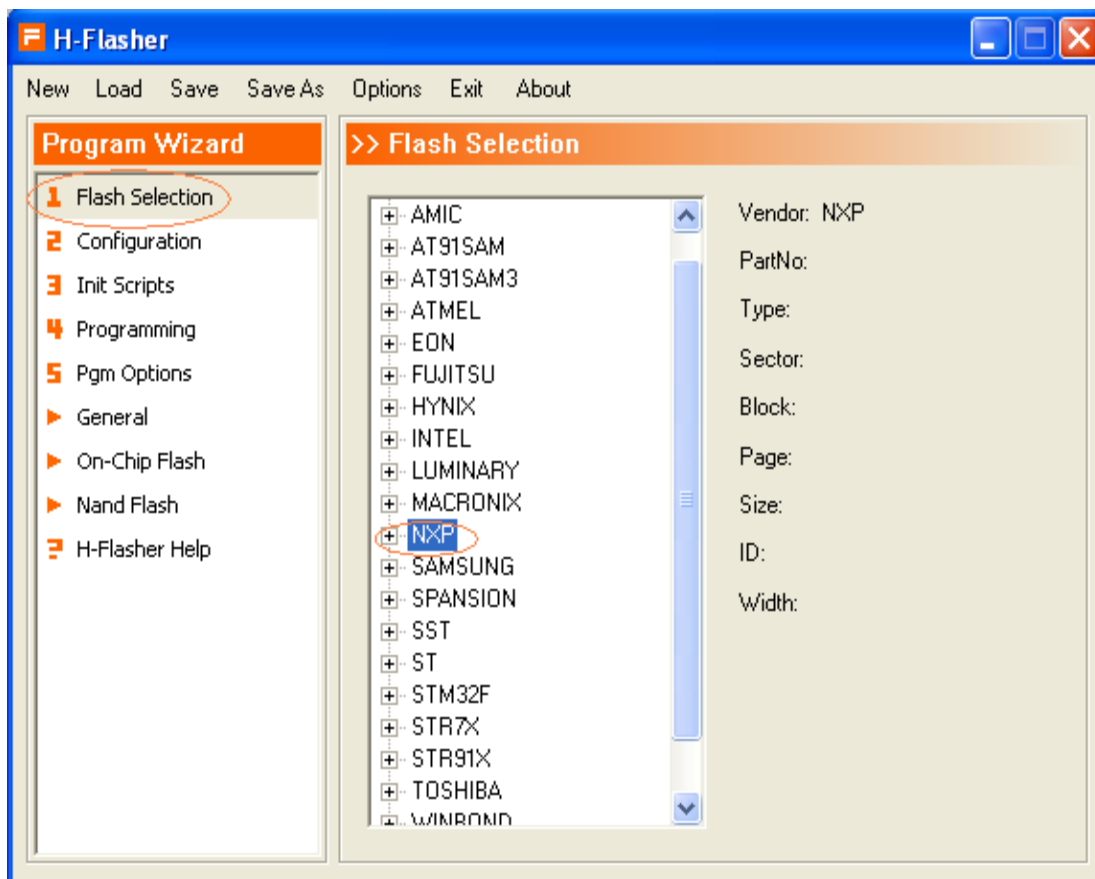 H-Flasher
New Load Save Save As Options Exit About
Program Wizard
1 Flash Selection
2 Configuration
3 Init Scripts
4 Programming
5 Pgm Options
General
On-Chip Flash
Nand Flash
? H-Flasher Help
>> Flash Selection
AMIC
AT91SAM
AT91SAM3
ATMEL
EON
FUJITSU
HYNIX
INTEL
LUMINARY
MACRONIX
NXP
SAMSUNG
SPANSION
SST
ST
STM32F
STR7X
STR91X
TOSHIBA
WINBOND
Vendor: NXP
PartNo:
Type:
Sector:
Block:
Page:
Size:
ID:
Width: